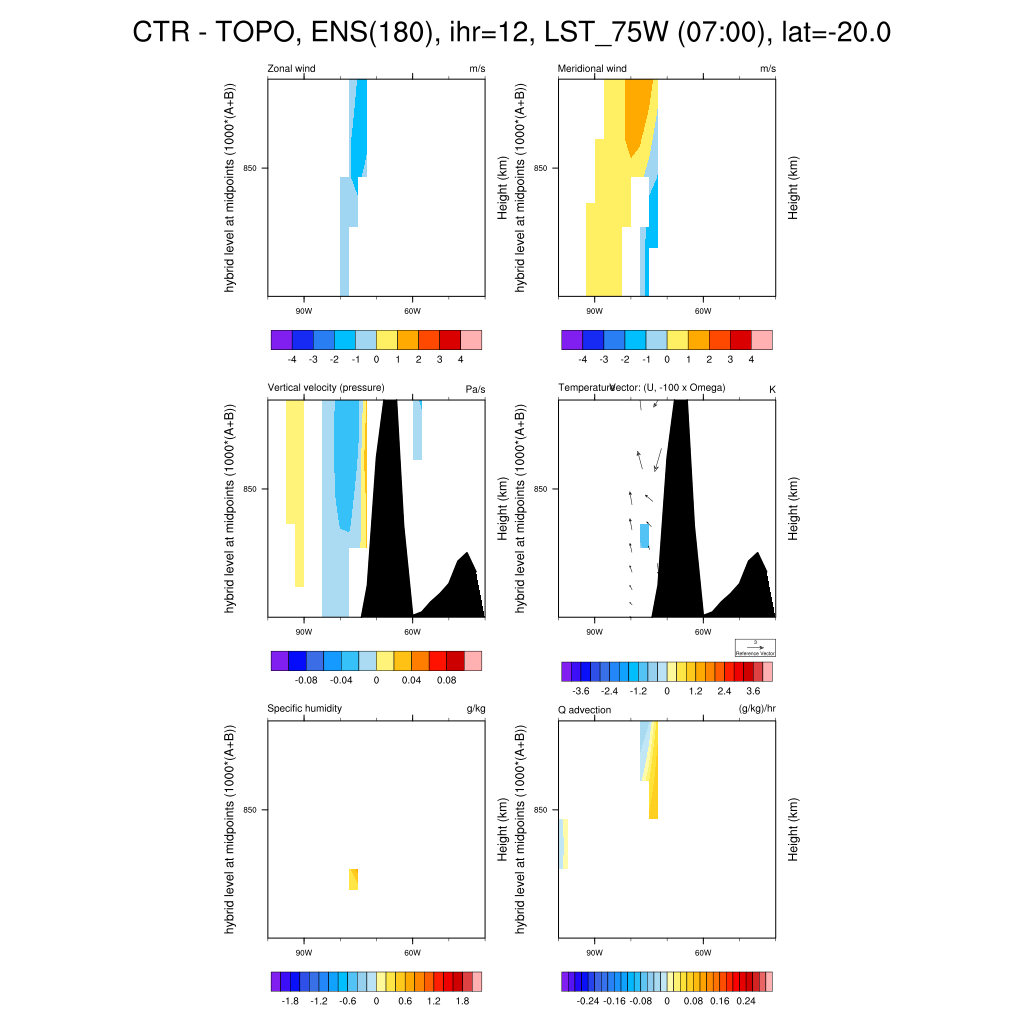 CTR - TOPO, ENS(180), ihr=12, LST_75W (07:00), lat=-20.0
Zonal wind m/s
hybrid level at midpoints (1000*(A+B))
850
Height (km)
90W 60W
-4 -3 -2 -1 0 1 2 3 4
Meridional wind m/s
hybrid level at midpoints (1000*(A+B))
850
Height (km)
90W 60W
-4 -3 -2 -1 0 1 2 3 4
Vertical velocity (pressure) Pa/s
hybrid level at midpoints (1000*(A+B))
850
Height (km)
90W 60W
-0.08 -0.04 0 0.04 0.08
Temperature Vector: (U, -100 x Omega) K
hybrid level at midpoints (1000*(A+B))
850
Height (km)
90W 60W
3
Reference Vector
-3.6 -2.4 -1.2 0 1.2 2.4 3.6
Specific humidity g/kg
hybrid level at midpoints (1000*(A+B))
850
Height (km)
90W 60W
-1.8 -1.2 -0.6 0 0.6 1.2 1.8
Q advection (g/kg)/hr
hybrid level at midpoints (1000*(A+B))
850
Height (km)
90W 60W
-0.24 -0.16 -0.08 0 0.08 0.16 0.24